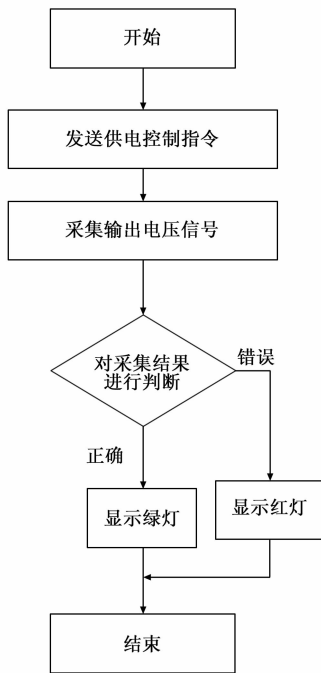 开始
发送供电控制指令
采集输出电压信号
对采集结果
进行判断
错误
正确
显示绿灯
显示红灯
结束